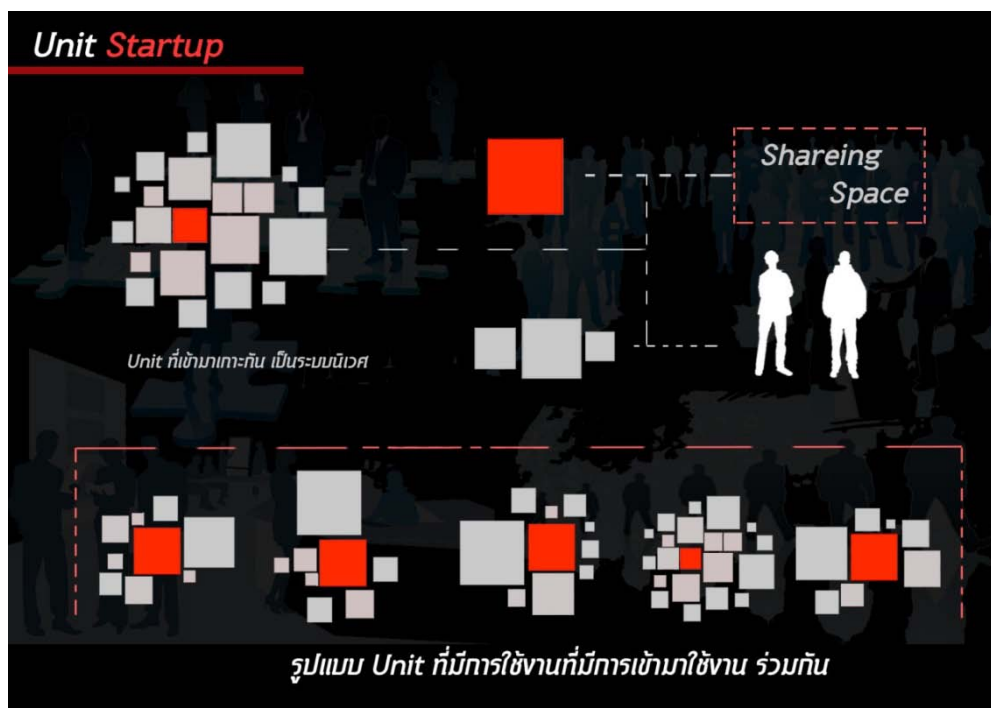 Unit Startup
Shareing
Space
Unit ที่เข้ามาเกาะกัน เป็นระบบนิเวศ
รูปแบบ Unit ที่มีการใช้งานที่มีการเข้ามาใช้งาน ร่วมกัน